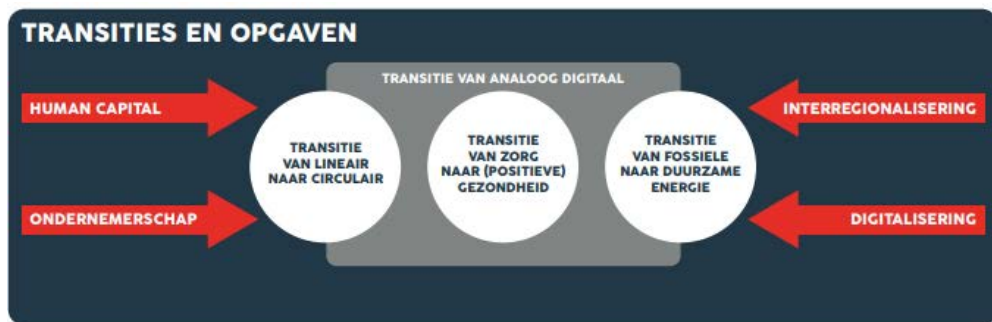 TRANSITIES EN OPGAVEN
TRANSITIE VAN ANALOOG DIGITAAL
HUMAN CAPITAL
ONDERNEMERSCHAP
TRANSITIE
VAN LINEAIR
NAAR CIRCULAIR
TRANSITIE
VAN ZORG
NAAR (POSITIEVE)
GEZONDHEID
TRANSITIE
VAN FOSSIELE
NAAR DUURZAME
ENERGIE
INTERREGIONALISERING
DIGITALISERING